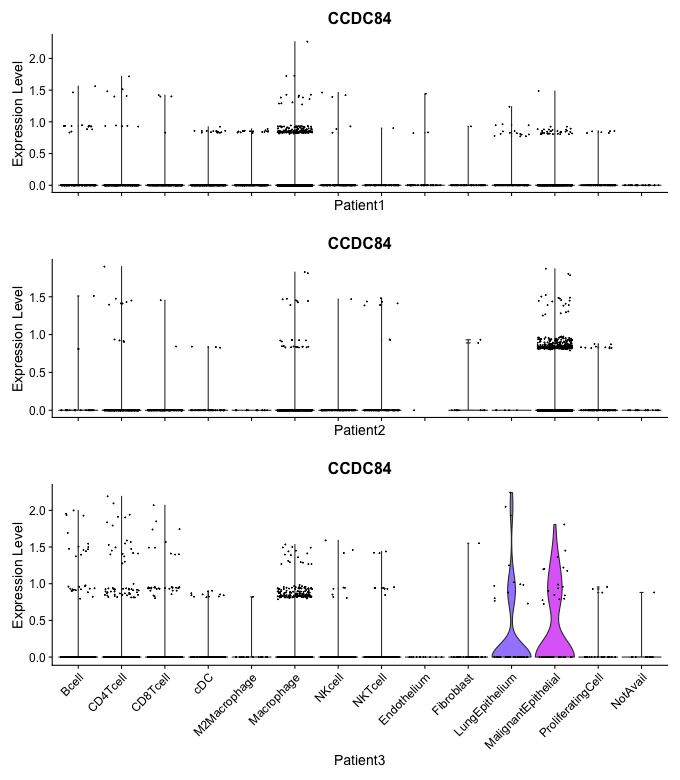 CCDC84
Expression Level
2.0
1.5
1.0
0.5
0.0
Patient1
CCDC84
Expression Level
1.5
1.0
0.5
0.0
Patient2
CCDC84
Expression Level
2.0
1.5
1.0
0.5
0.0
Bcell
CD4Tcell
CD8Tcell
cDC
M2Macrophage
Macrophage
NKcell
NKTcell
Endothelium
Fibroblast
LungEpithelium
MalignantEpithelial
ProliferatingCell
NotAvail
Patient3